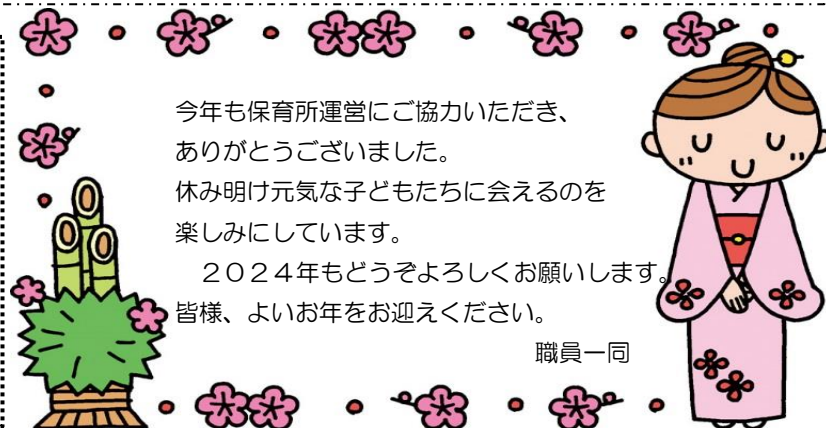 今年も保育所運営にご協力いただき、
ありがとうございました。
休み明け元気な子どもたちに会えるのを
楽しみにしています。
　２０２４年もどうぞよろしくお願いします。
皆様、よいお年をお迎えください。
職員一同